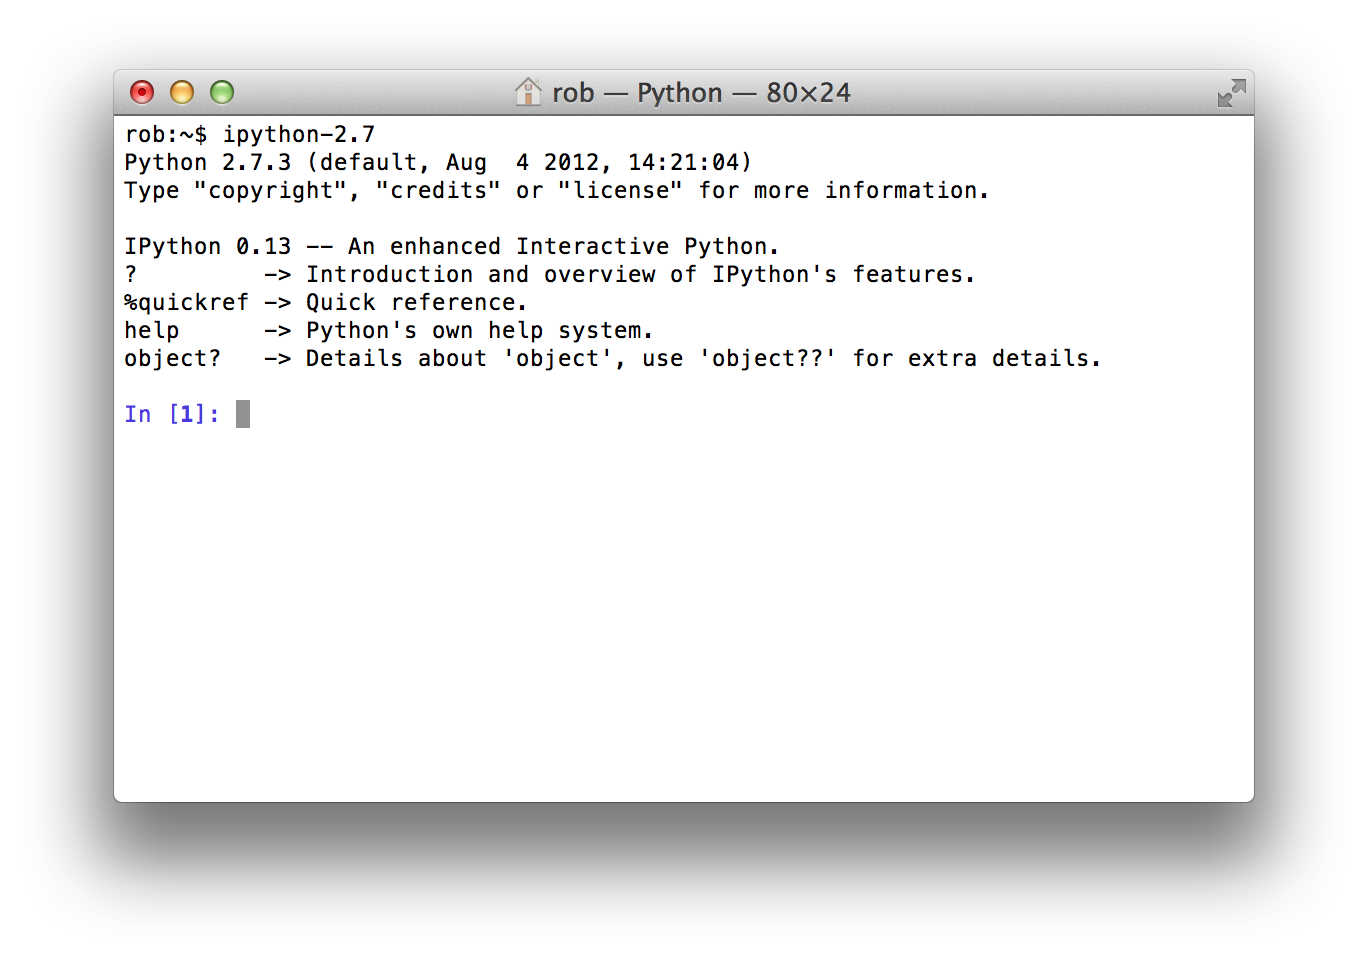 rob — Python — 80×24
rob:~$ ipython-2.7
Python 2.7.3 (default, Aug  4 2012, 14:21:04)
Type "copyright", "credits" or "license" for more information.

IPython 0.13 -- An enhanced Interactive Python.
?         -> Introduction and overview of IPython's features.
%quickref -> Quick reference.
help      -> Python's own help system.
object?   -> Details about 'object', use 'object??' for extra details.

In [1]: